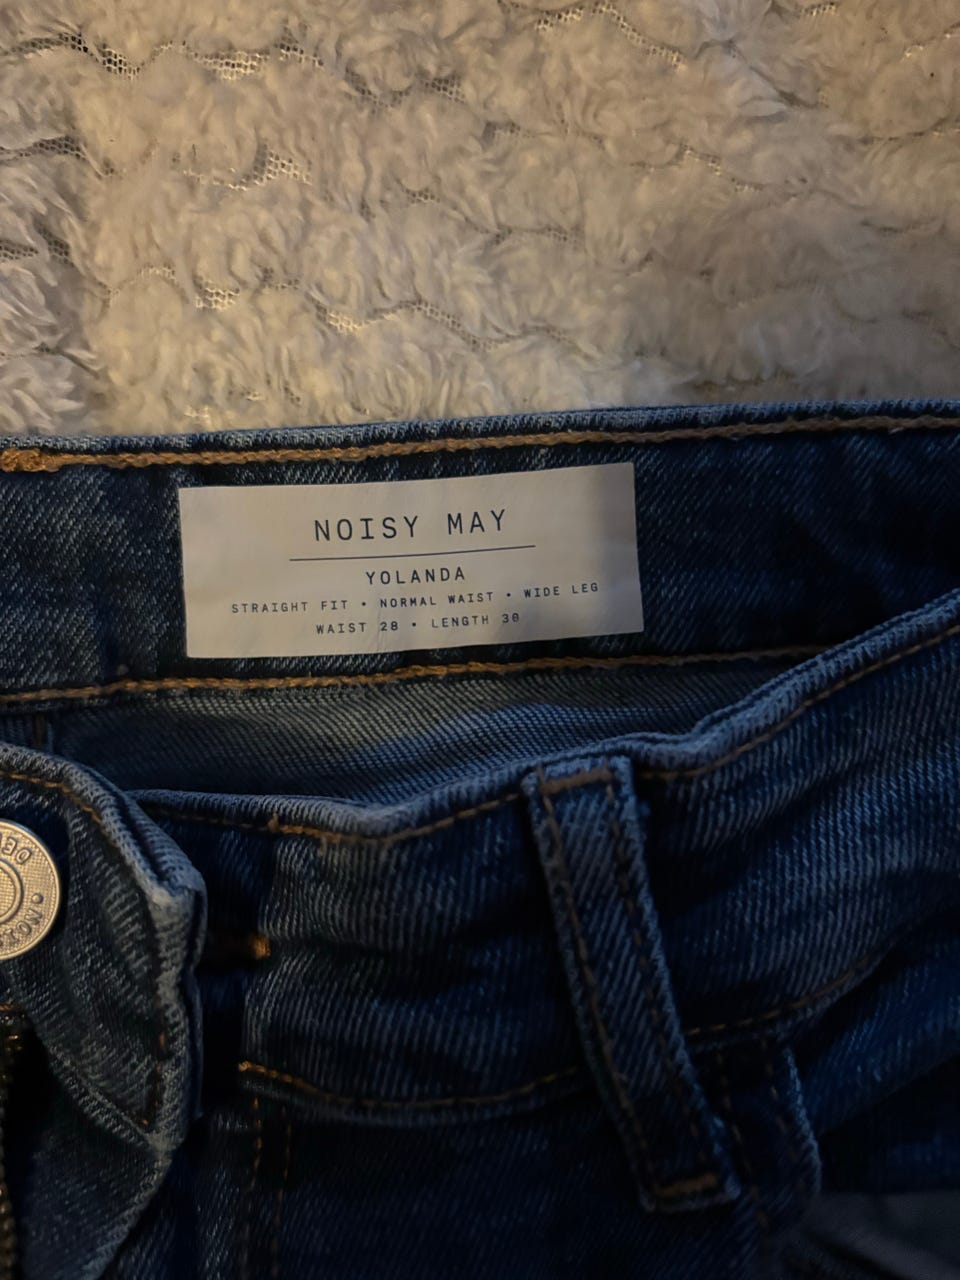 NOISY MAY
YOLANDA
STRAIGHT FIT • NORMAL WAIST • WIDE LEG
WAIST 28 • LENGTH 30